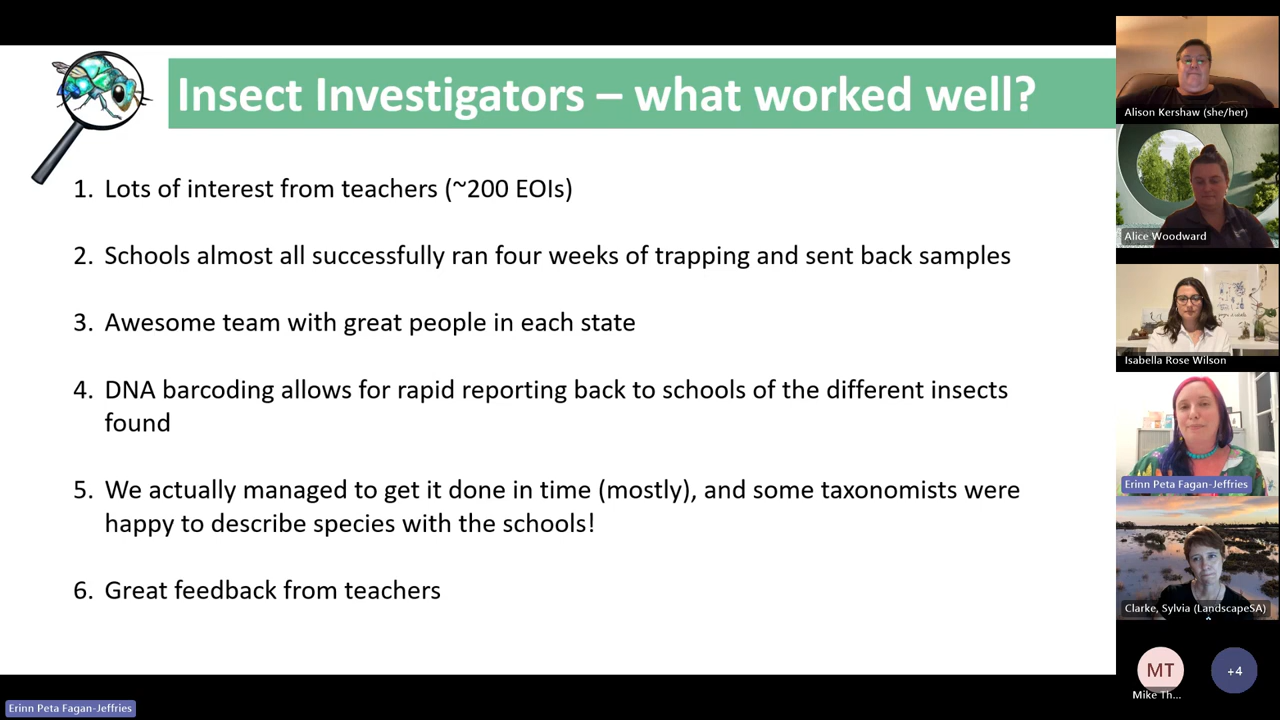 Insect Investigators – what worked well?
1. Lots of interest from teachers (~200 EOIs)
2. Schools almost all successfully ran four weeks of trapping and sent back samples
3. Awesome team with great people in each state
4. DNA barcoding allows for rapid reporting back to schools of the different insects
found
5. We actually managed to get it done in time (mostly), and some taxonomists were
happy to describe species with the schools!
6. Great feedback from teachers
Alison Kershaw (she/her)
Alice Woodward
Isabella Rose Wilson
Erinn Peta Fagan-Jeffries
Clarke, Sylvia (LandscapeSA)
MT
Mike Th...
+4
Erinn Peta Fagan-Jeffries